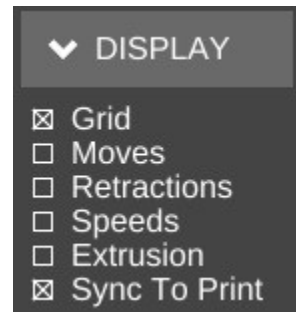 DISPLAY
Grid
Moves
Retractions
Speeds
Extrusion
Sync To Print